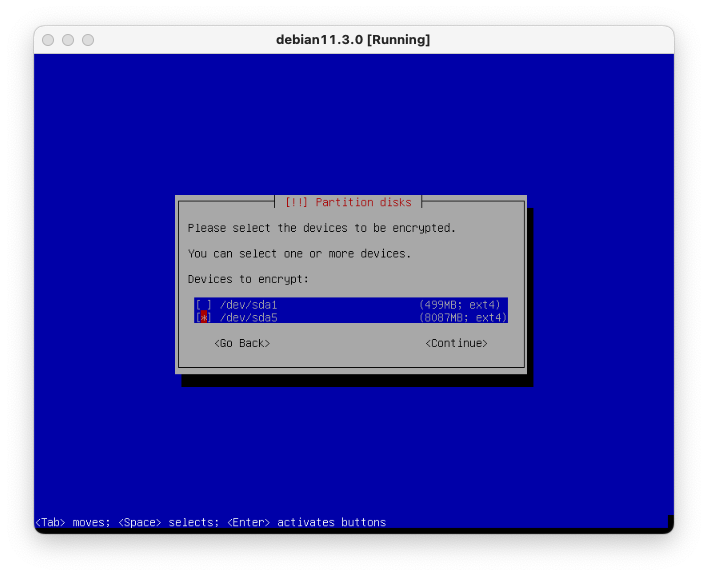 debian11.3.0 [Running]
[!!] Partition disks
Please select the devices to be encrypted.
You can select one or more devices.
Devices to encrypt:
[ ] /dev/sda1 (499MB; ext4)
[*] /dev/sda5 (8087MB; ext4)
<Go Back> <Continue>
<Tab> moves; <Space> selects; <Enter> activates buttons